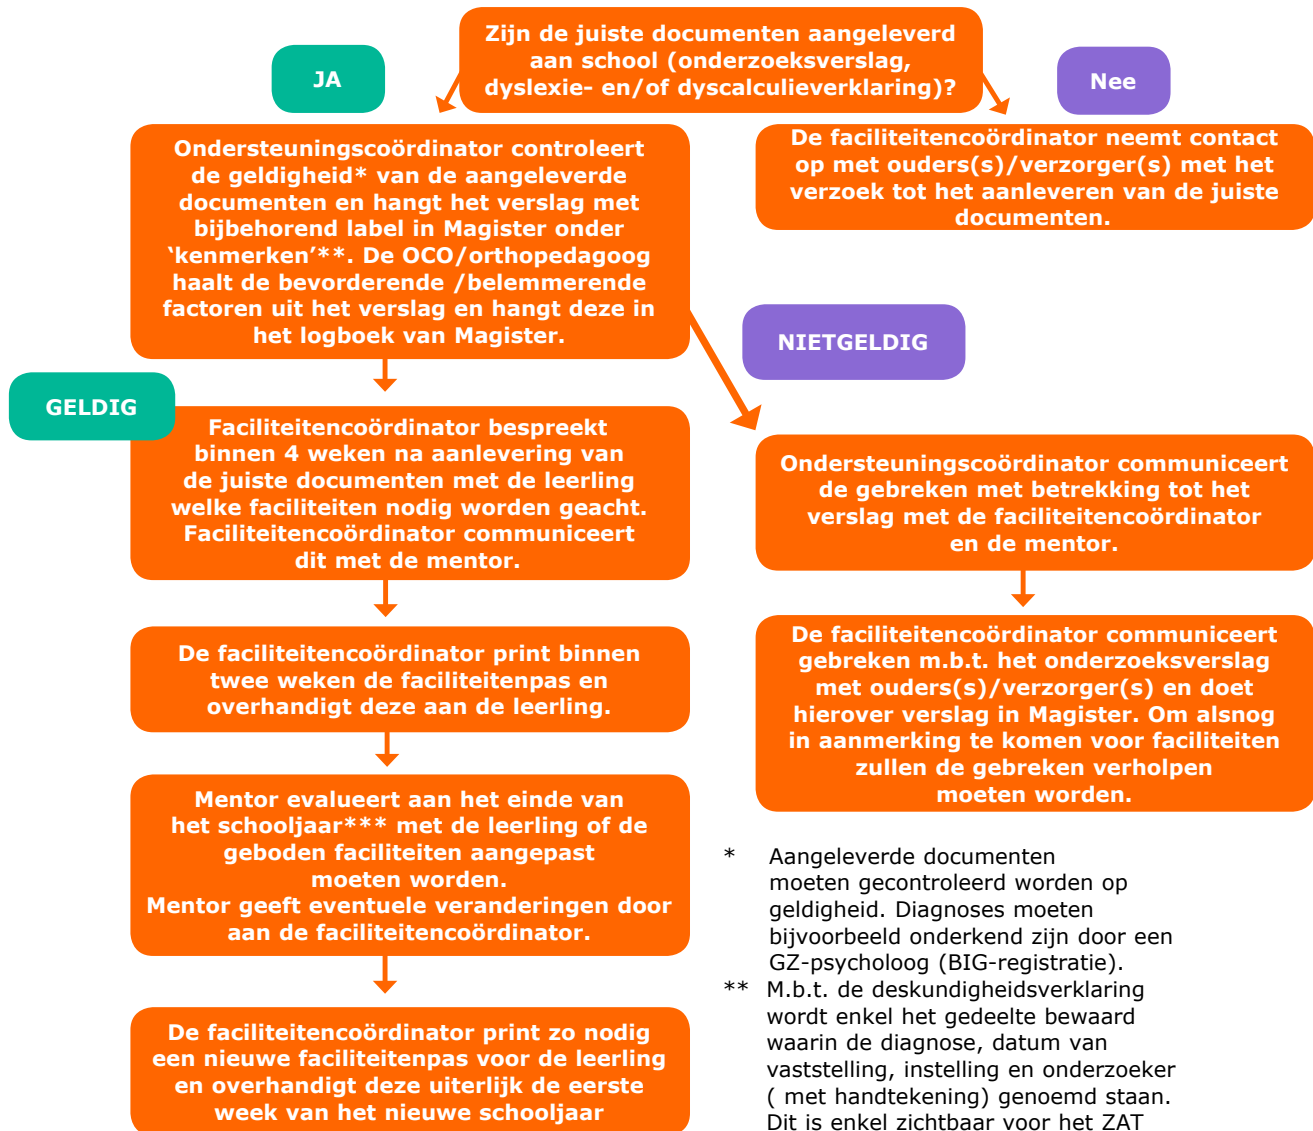 Zijn de juiste documenten aangeleverd
aan school (onderzoeksverslag,
dyslexie- en/of dyscalculieverklaring)?
JA
Nee
Ondersteuningscoördinator controleert
de geldigheid* van de aangeleverde
documenten en hangt het verslag met
bijbehorend label in Magister onder
‘kenmerken’**. De OCO/orthopedagoog
haalt de bevorderende /belemmerende
factoren uit het verslag en hangt deze in
het logboek van Magister.
De faciliteitencoördinator neemt contact
op met ouders(s)/verzorger(s) met het
verzoek tot het aanleveren van de juiste
documenten.
NIETGELDIG
GELDIG
Faciliteitencoördinator bespreekt
binnen 4 weken na aanlevering van
de juiste documenten met de leerling
welke faciliteiten nodig worden geacht.
Faciliteitencoördinator communiceert
dit met de mentor.
Ondersteuningscoördinator communiceert
de gebreken met betrekking tot het
verslag met de faciliteitencoördinator
en de mentor.
De faciliteitencoördinator print binnen
twee weken de faciliteitenpas en
overhandigt deze aan de leerling.
De faciliteitencoördinator communiceert
gebreken m.b.t. het onderzoeksverslag
met ouders(s)/verzorger(s) en doet
hierover verslag in Magister. Om alsnog
in aanmerking te komen voor faciliteiten
zullen de gebreken verholpen
moeten worden.
Mentor evalueert aan het einde van
het schooljaar*** met de leerling of de
geboden faciliteiten aangepast
moeten worden.
Mentor geeft eventuele veranderingen door
aan de faciliteitencoördinator.
De faciliteitencoördinator print zo nodig
een nieuwe faciliteitenpas voor de leerling
en overhandigt deze uiterlijk de eerste
week van het nieuwe schooljaar
* Aangeleverde documenten
moeten gecontroleerd worden op
geldigheid. Diagnoses moeten
bijvoorbeeld onderkend zijn door een
GZ-psycholoog (BIG-registratie).
** M.b.t. de deskundigheidsverklaring
wordt enkel het gedeelte bewaard
waarin de diagnose, datum van
vaststelling, instelling en onderzoeker
( met handtekening) genoemd staan.
Dit is enkel zichtbaar voor het ZAT